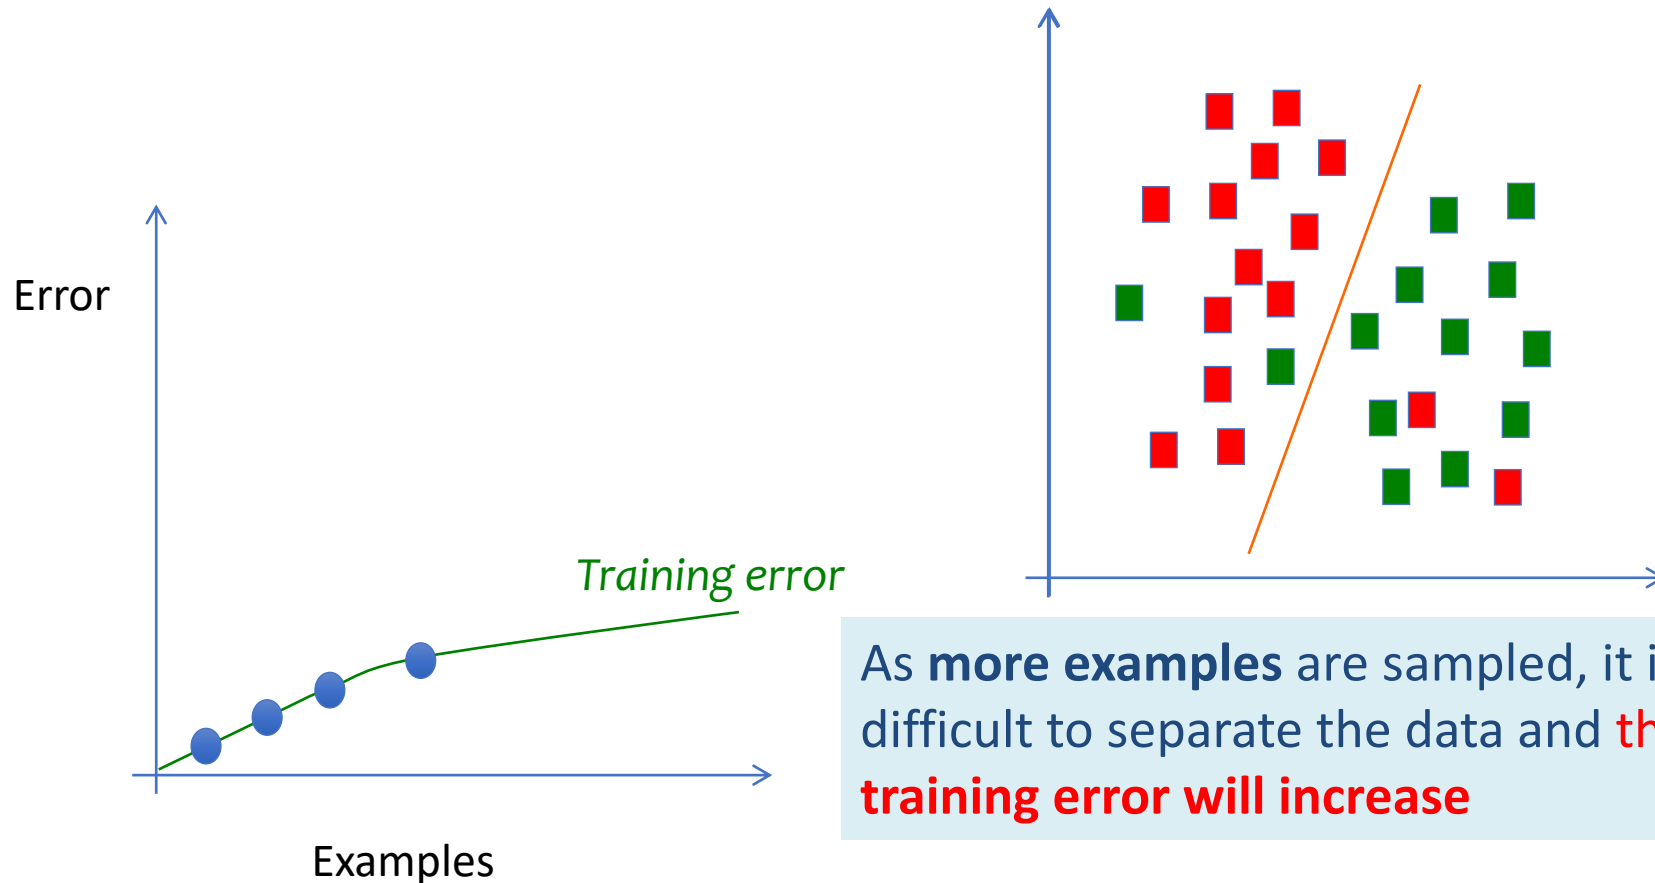 Error
Training error
Examples
As more examples are sampled, it i
difficult to separate the data and th
training error will increase